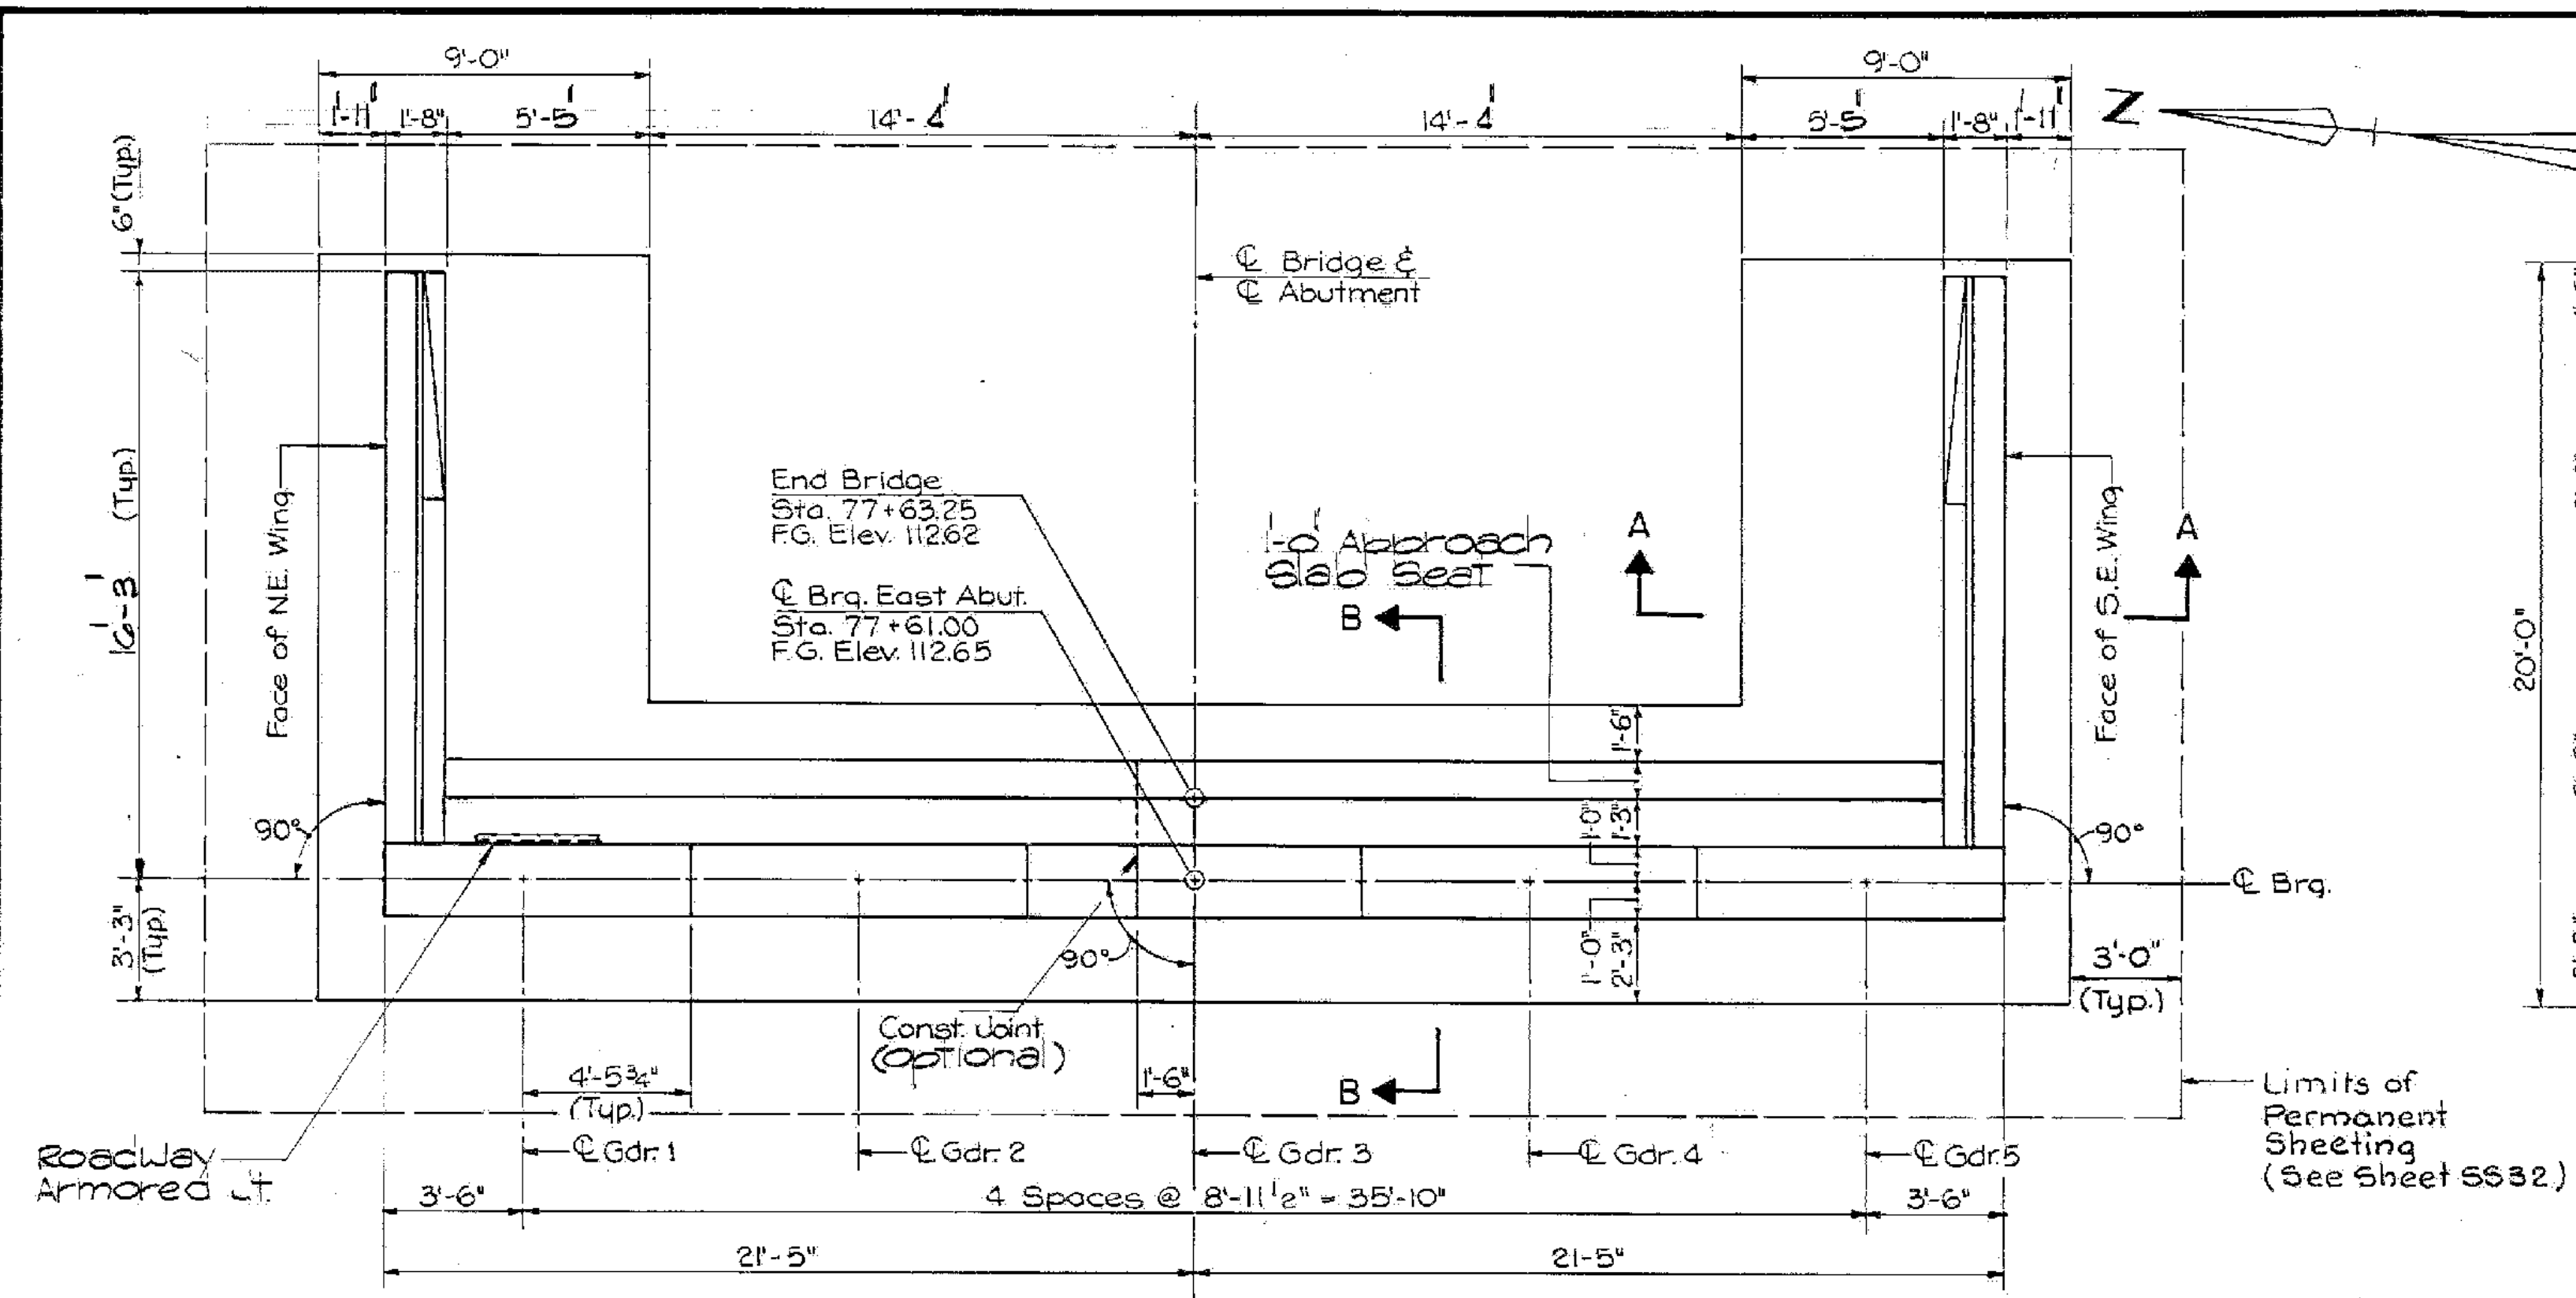 9'-0"
9'-0"
1'-11" 1'-8" 5'-5" 14'-4" 14'-4" 5'-5" 1'-8" 1'-11"
Z
6" (Typ.)
℄ Bridge &
℄ Abutment
16'-3" (Typ.)
Face of N.E. Wing
End Bridge
Sta. 77+63.25
F.G. Elev. 112.62
℄ Brg. East Abut.
Sta. 77+61.00
F.G. Elev. 112.65
1'-0" Approach
Slab Seat
A
A
B
Face of S.E. Wing
20'-0"
1'-6"
1'-0"
1'-3"
90°
90°
℄ Brg.
3'-3"
(Typ.)
90°
1'-0"
2'-3"
3'-0"
(Typ.)
Const. Joint
(Optional)
4'-5 3/4"
(Typ.)
1'-6"
B
Limits of
Permanent
Sheeting
(See Sheet SS32)
Roadway
Armored Jt.
℄ Gdr. 1
℄ Gdr. 2
℄ Gdr. 3
℄ Gdr. 4
℄ Gdr. 5
3'-6"
4 Spaces @ 8'-11 1/2" = 35'-10"
3'-6"
21'-5"
21'-5"